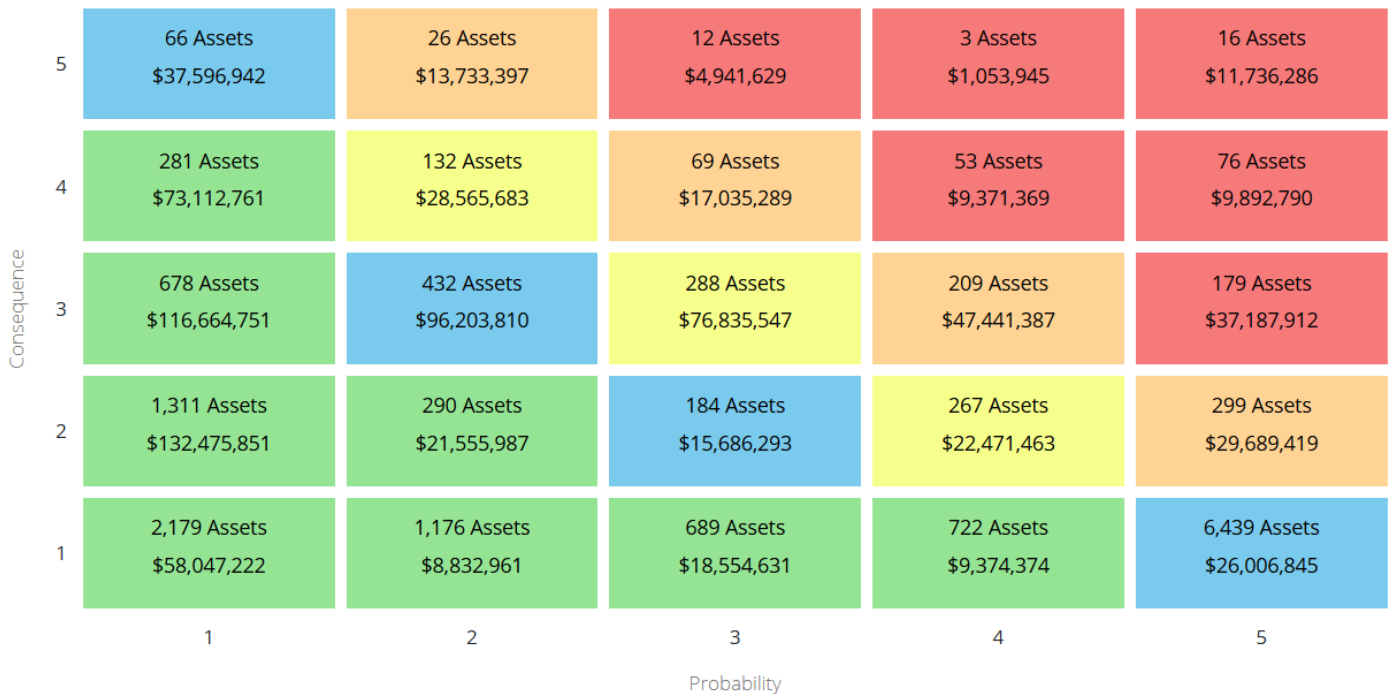 5
66 Assets
$37,596,942
26 Assets
$13,733,397
12 Assets
$4,941,629
3 Assets
$1,053,945
16 Assets
$11,736,286
4
281 Assets
$73,112,761
132 Assets
$28,565,683
69 Assets
$17,035,289
53 Assets
$9,371,369
76 Assets
$9,892,790
Consequence
3
678 Assets
$116,664,751
432 Assets
$96,203,810
288 Assets
$76,835,547
209 Assets
$47,441,387
179 Assets
$37,187,912
2
1,311 Assets
$132,475,851
290 Assets
$21,555,987
184 Assets
$15,686,293
267 Assets
$22,471,463
299 Assets
$29,689,419
1
2,179 Assets
$58,047,222
1,176 Assets
$8,832,961
689 Assets
$18,554,631
722 Assets
$9,374,374
6,439 Assets
$26,006,845
1
2
3
4
5
Probability